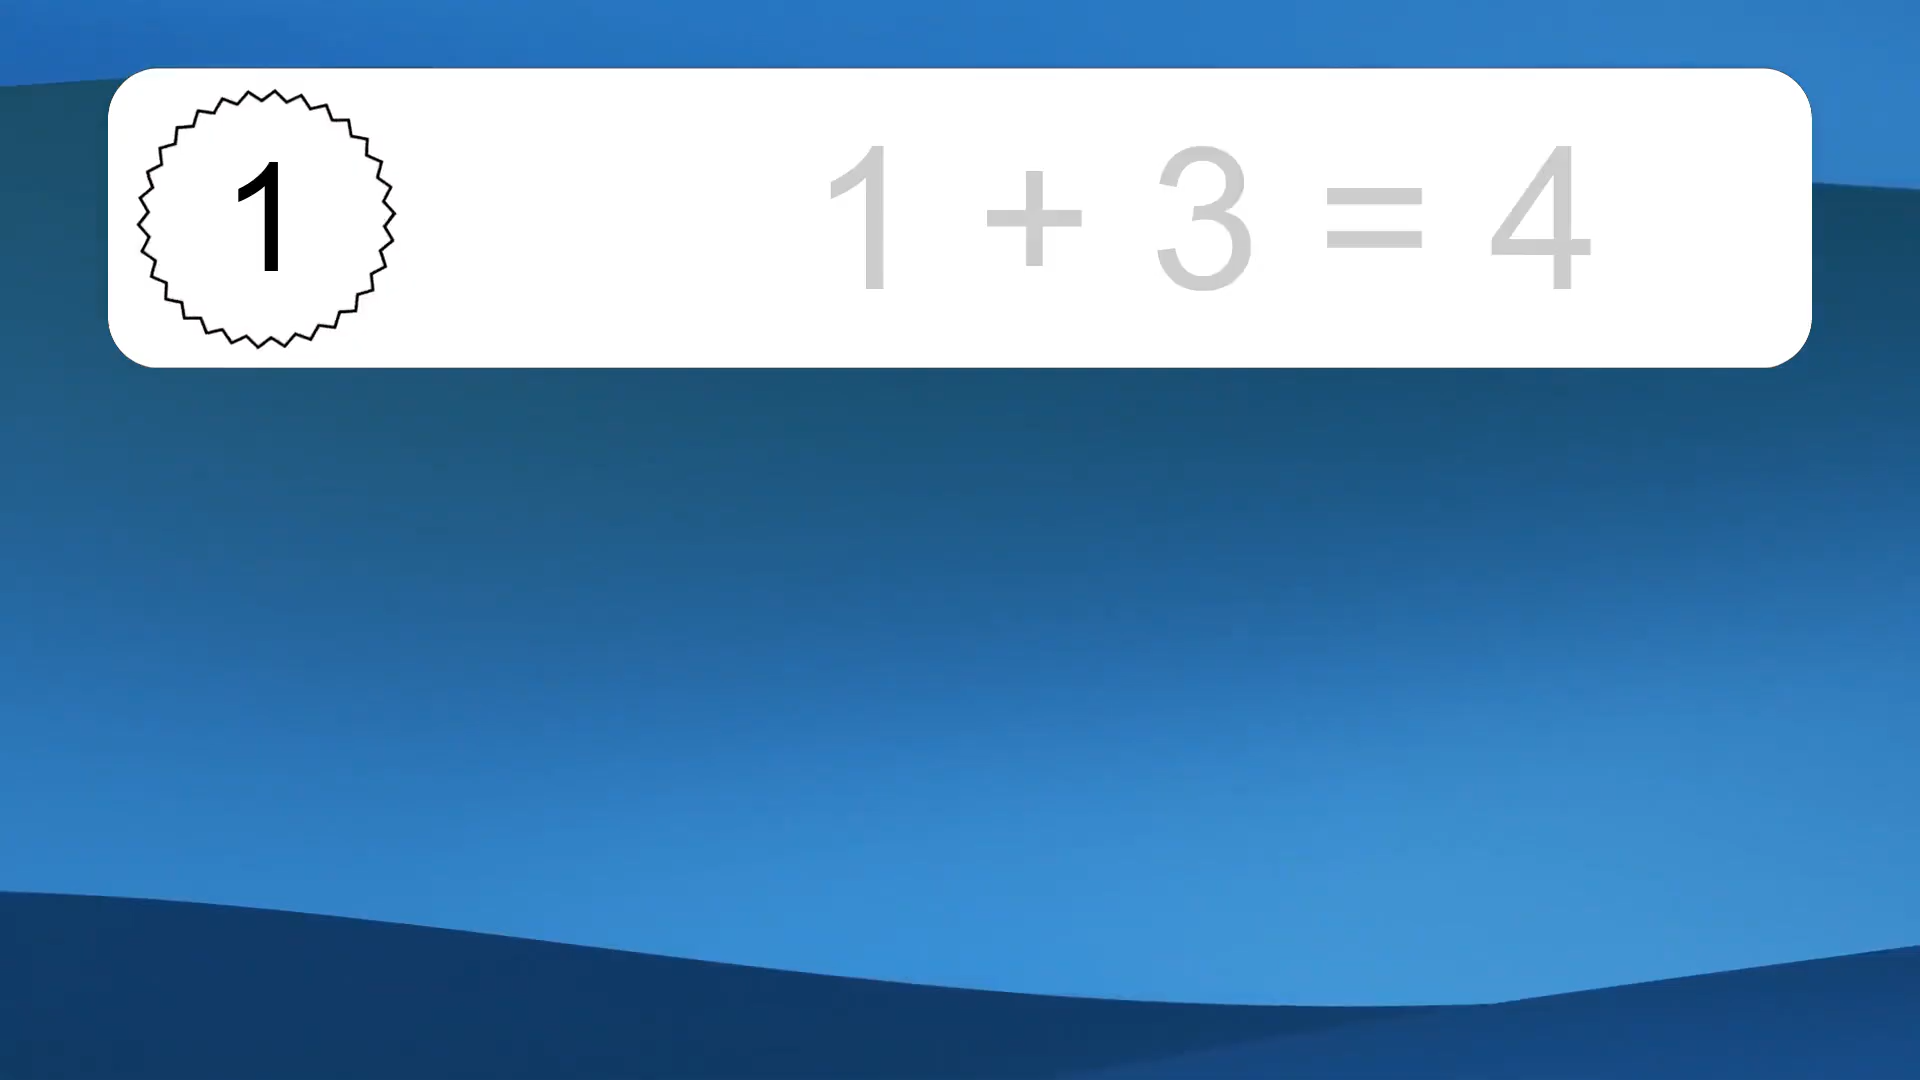 1 1 + 3 = 4